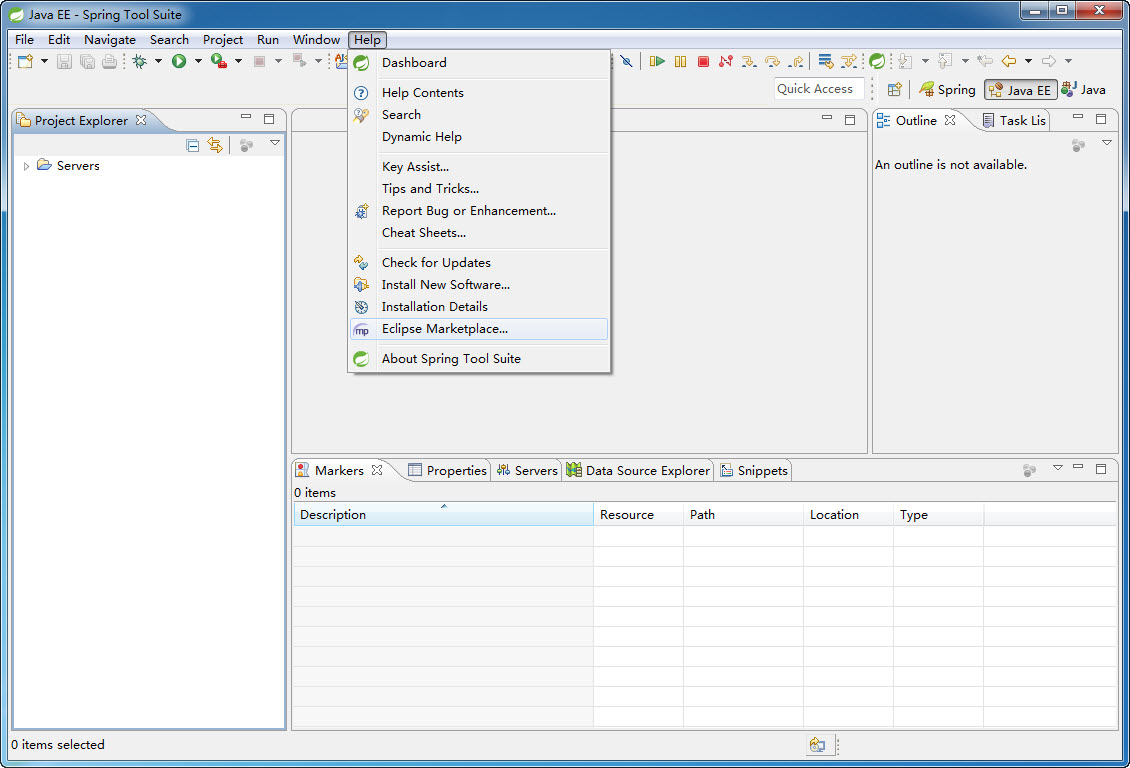 Java EE - Spring Tool Suite
File Edit Navigate Search Project Run Window Help
Quick Access
Spring
Java EE
Java
Dashboard
Help Contents
Search
Dynamic Help
Key Assist...
Tips and Tricks...
Report Bug or Enhancement...
Cheat Sheets...
Check for Updates
Install New Software...
Installation Details
mp Eclipse Marketplace...
About Spring Tool Suite
Project Explorer
Servers
Outline
Task Lis
An outline is not available.
Markers Properties Servers Data Source Explorer Snippets
0 items
Description Resource Path Location Type
0 items selected